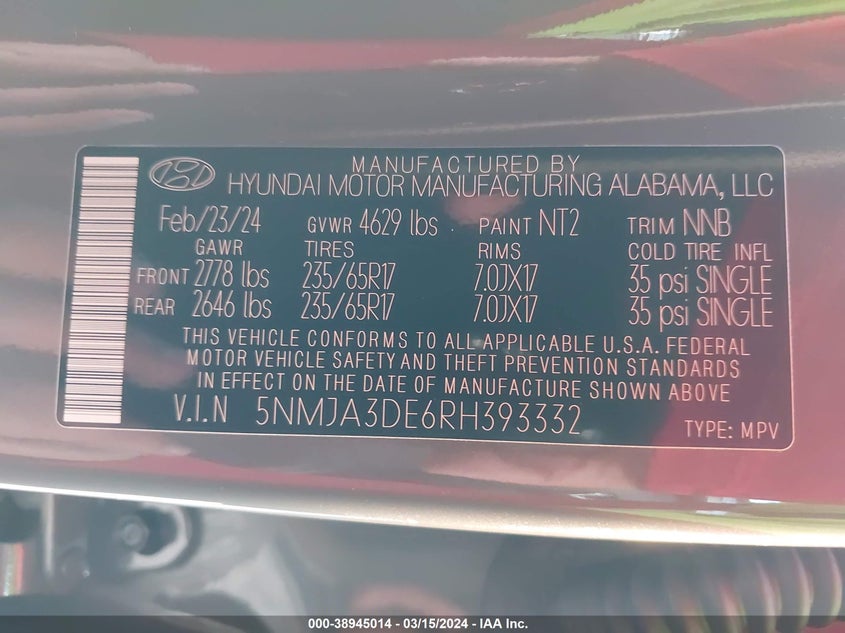 MANUFACTURED BY
HYUNDAI MOTOR MANUFACTURING ALABAMA, LLC
Feb/23/24 GVWR 4629 lbs PAINT NT2 TRIM NNB
GAWR TIRES RIMS COLD TIRE INFL
FRONT 2778 lbs 235/65R17 7.0JX17 35 psi SINGLE
REAR 2646 lbs 235/65R17 7.0JX17 35 psi SINGLE
THIS VEHICLE CONFORMS TO ALL APPLICABLE U.S.A. FEDERAL
MOTOR VEHICLE SAFETY AND THEFT PREVENTION STANDARDS
IN EFFECT ON THE DATE OF MANUFACTURE SHOWN ABOVE
V.I.N 5NMJA3DE6RH393332
TYPE: MPV
000-38945014 - 03/15/2024 - IAA Inc.